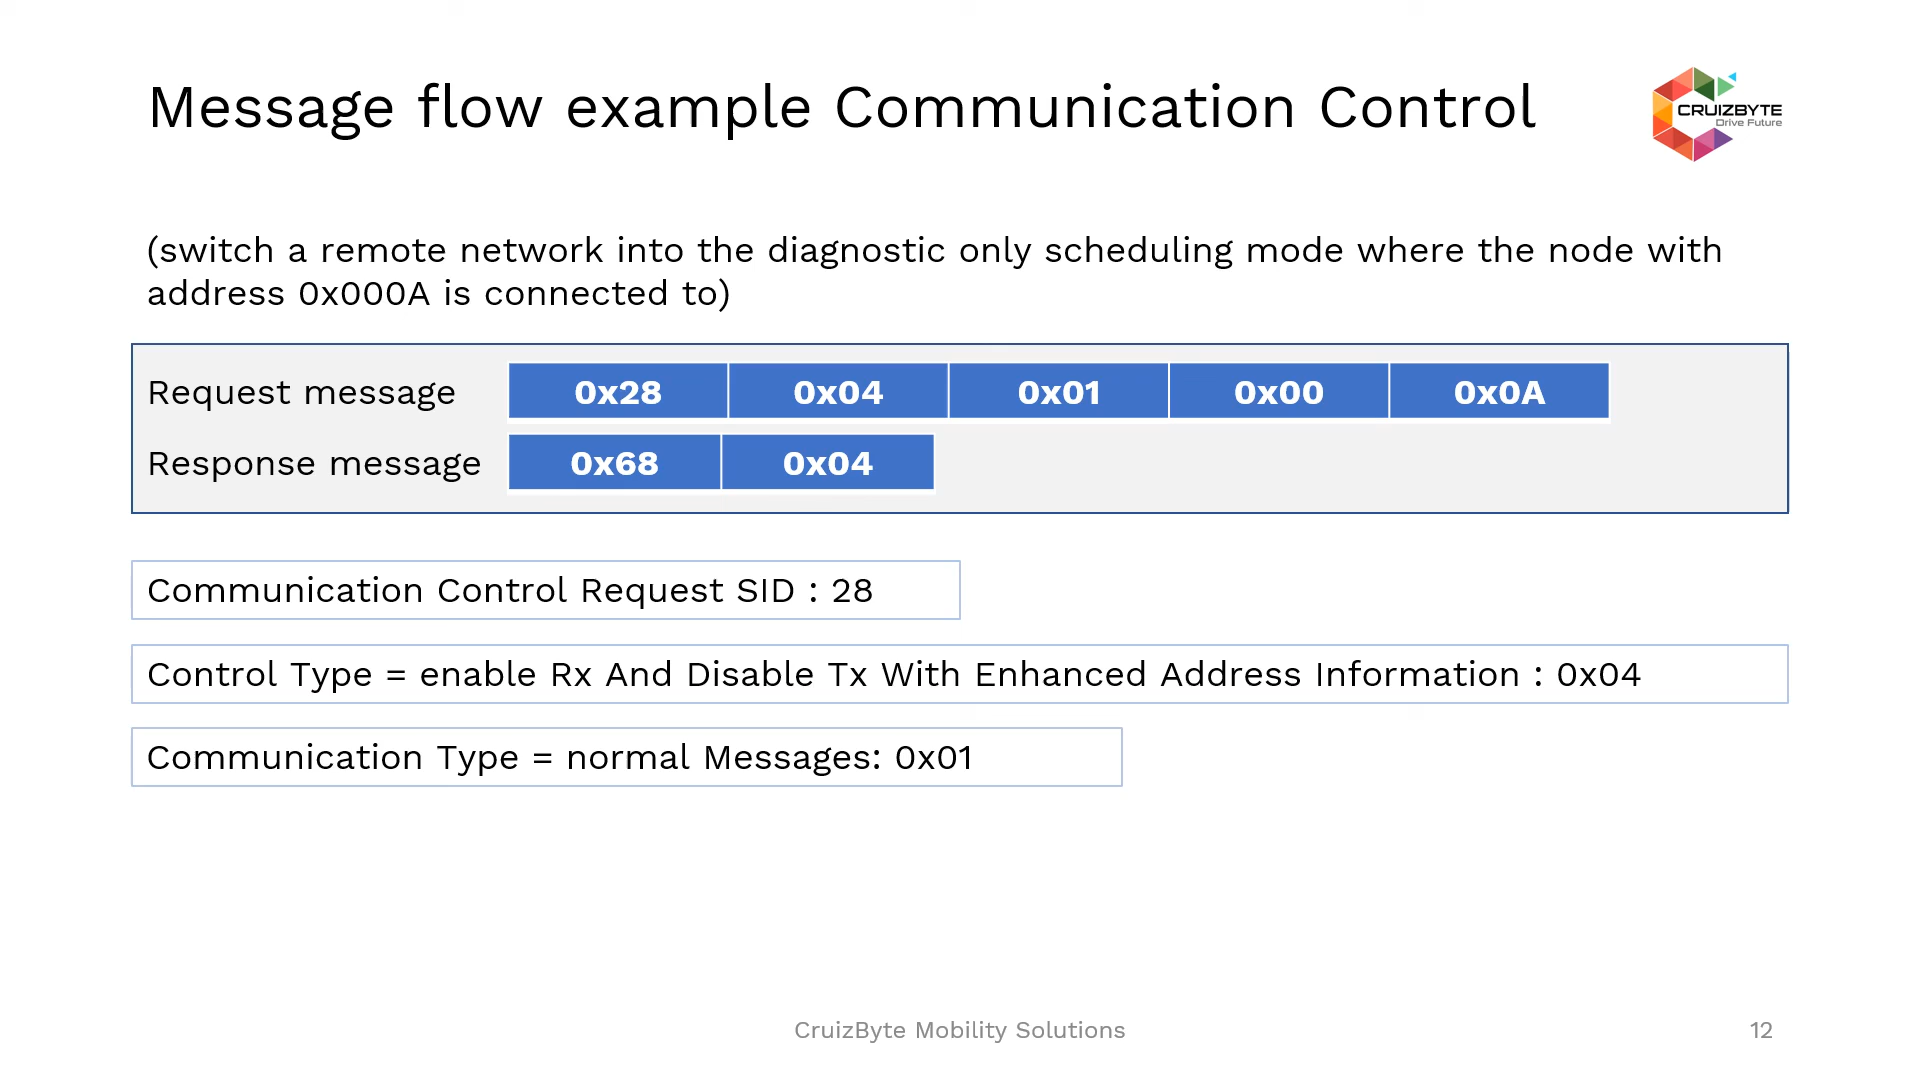 Message flow example Communication Control
CRUIZBYTE
Drive Future
(switch a remote network into the diagnostic only scheduling mode where the node with
address 0x000A is connected to)
Request message 0x28 0x04 0x01 0x00 0x0A
Response message 0x68 0x04
Communication Control Request SID : 28
Control Type = enable Rx And Disable Tx With Enhanced Address Information : 0x04
Communication Type = normal Messages: 0x01
CruizByte Mobility Solutions
12